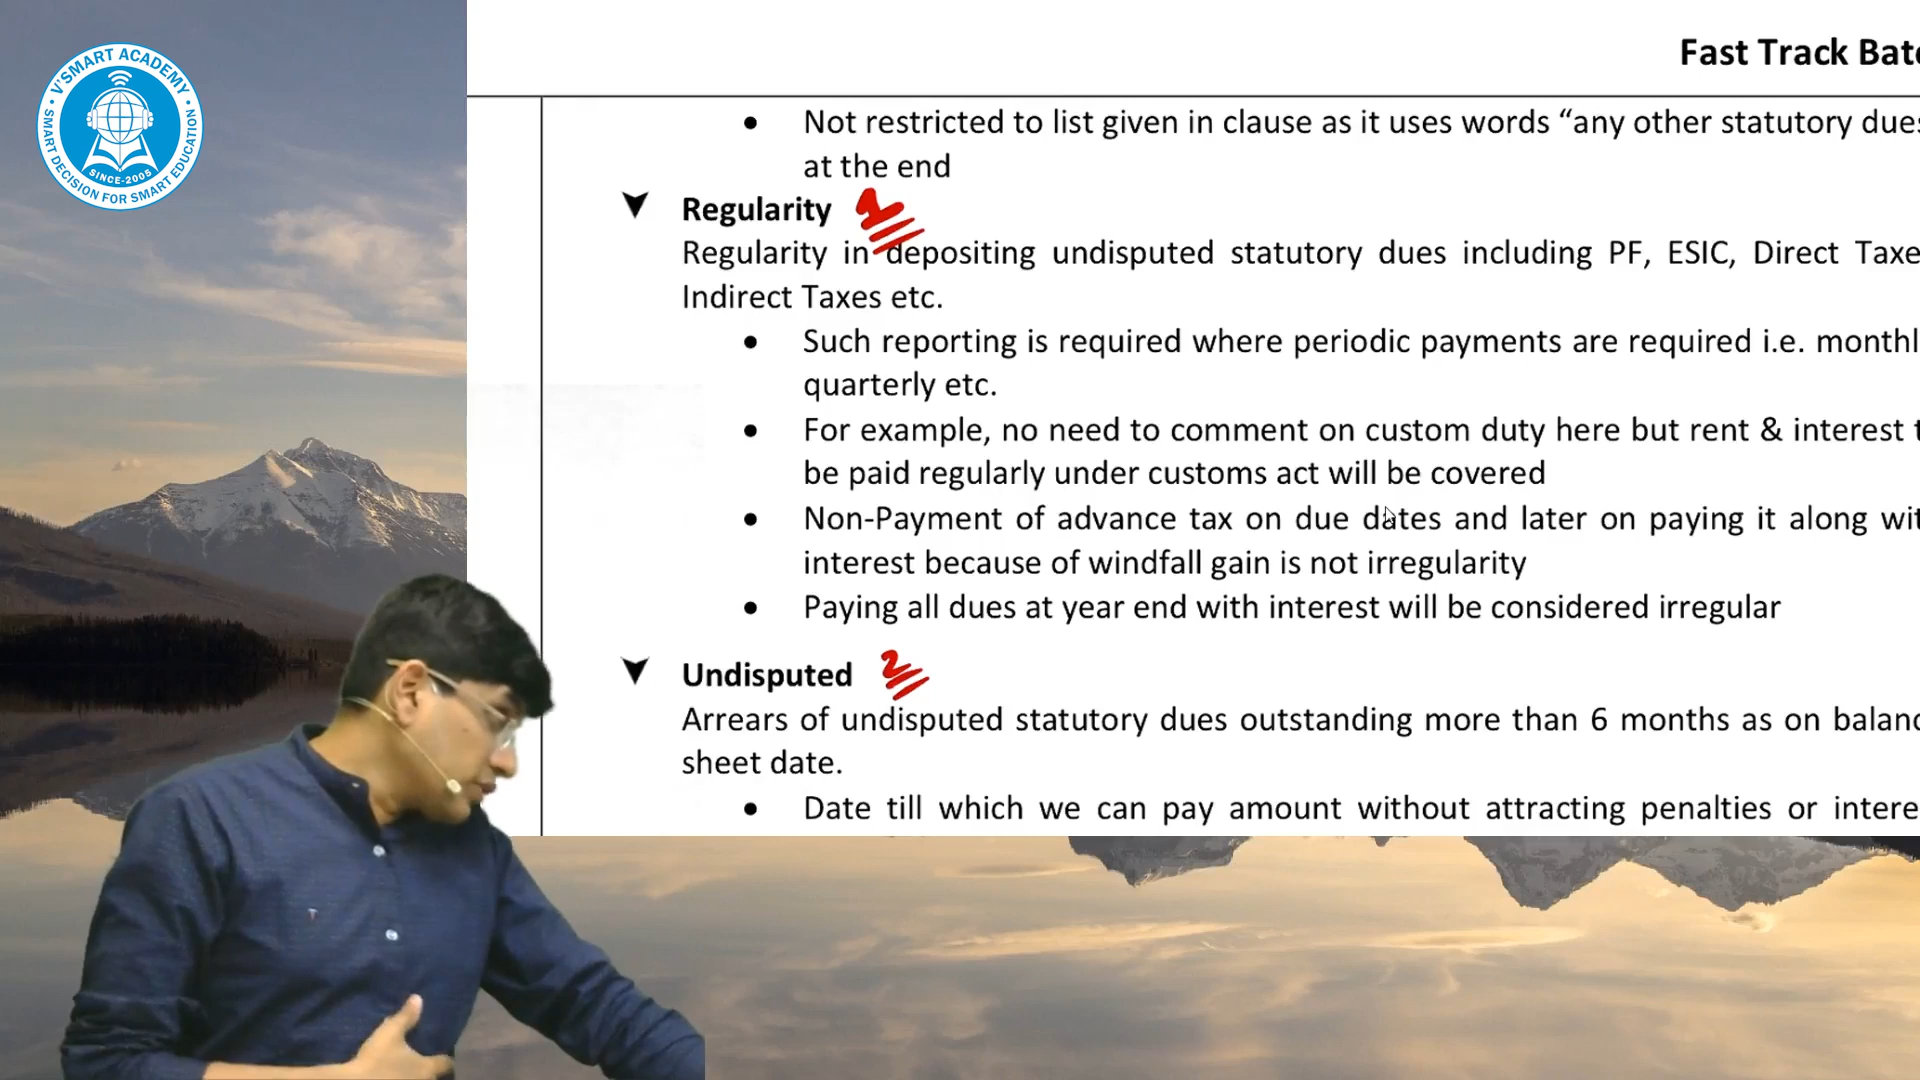 V'SMART ACADEMY
SINCE-2005
SMART DECISION FOR SMART EDUCATION
Fast Track
• Not restricted to list given in clause as it uses words “any other statutory
at the end
Regularity 1
Regularity in depositing undisputed statutory dues including PF, ESIC, Direct
Indirect Taxes etc.
• Such reporting is required where periodic payments are required i.e.
quarterly etc.
• For example, no need to comment on custom duty here but rent & interest
be paid regularly under customs act will be covered
• Non-Payment of advance tax on due dates and later on paying it along
interest because of windfall gain is not irregularity
• Paying all dues at year end with interest will be considered irregular
Undisputed 2
Arrears of undisputed statutory dues outstanding more than 6 months as on
sheet date.
• Date till which we can pay amount without attracting penalties or